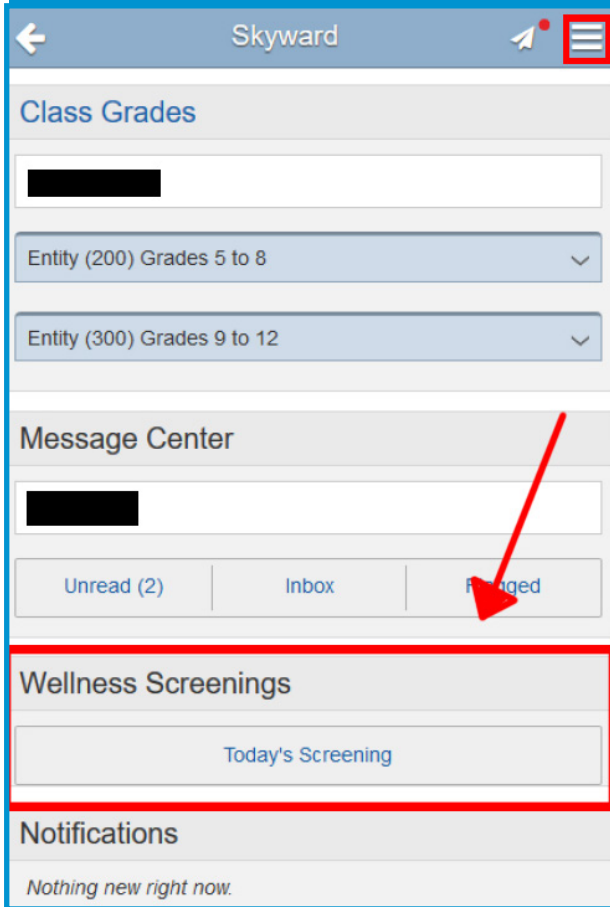 Skyward
Class Grades
Entity (200) Grades 5 to 8
Entity (300) Grades 9 to 12
Message Center
Unread (2)
Inbox
Flagged
Wellness Screenings
Today's Screening
Notifications
Nothing new right now.